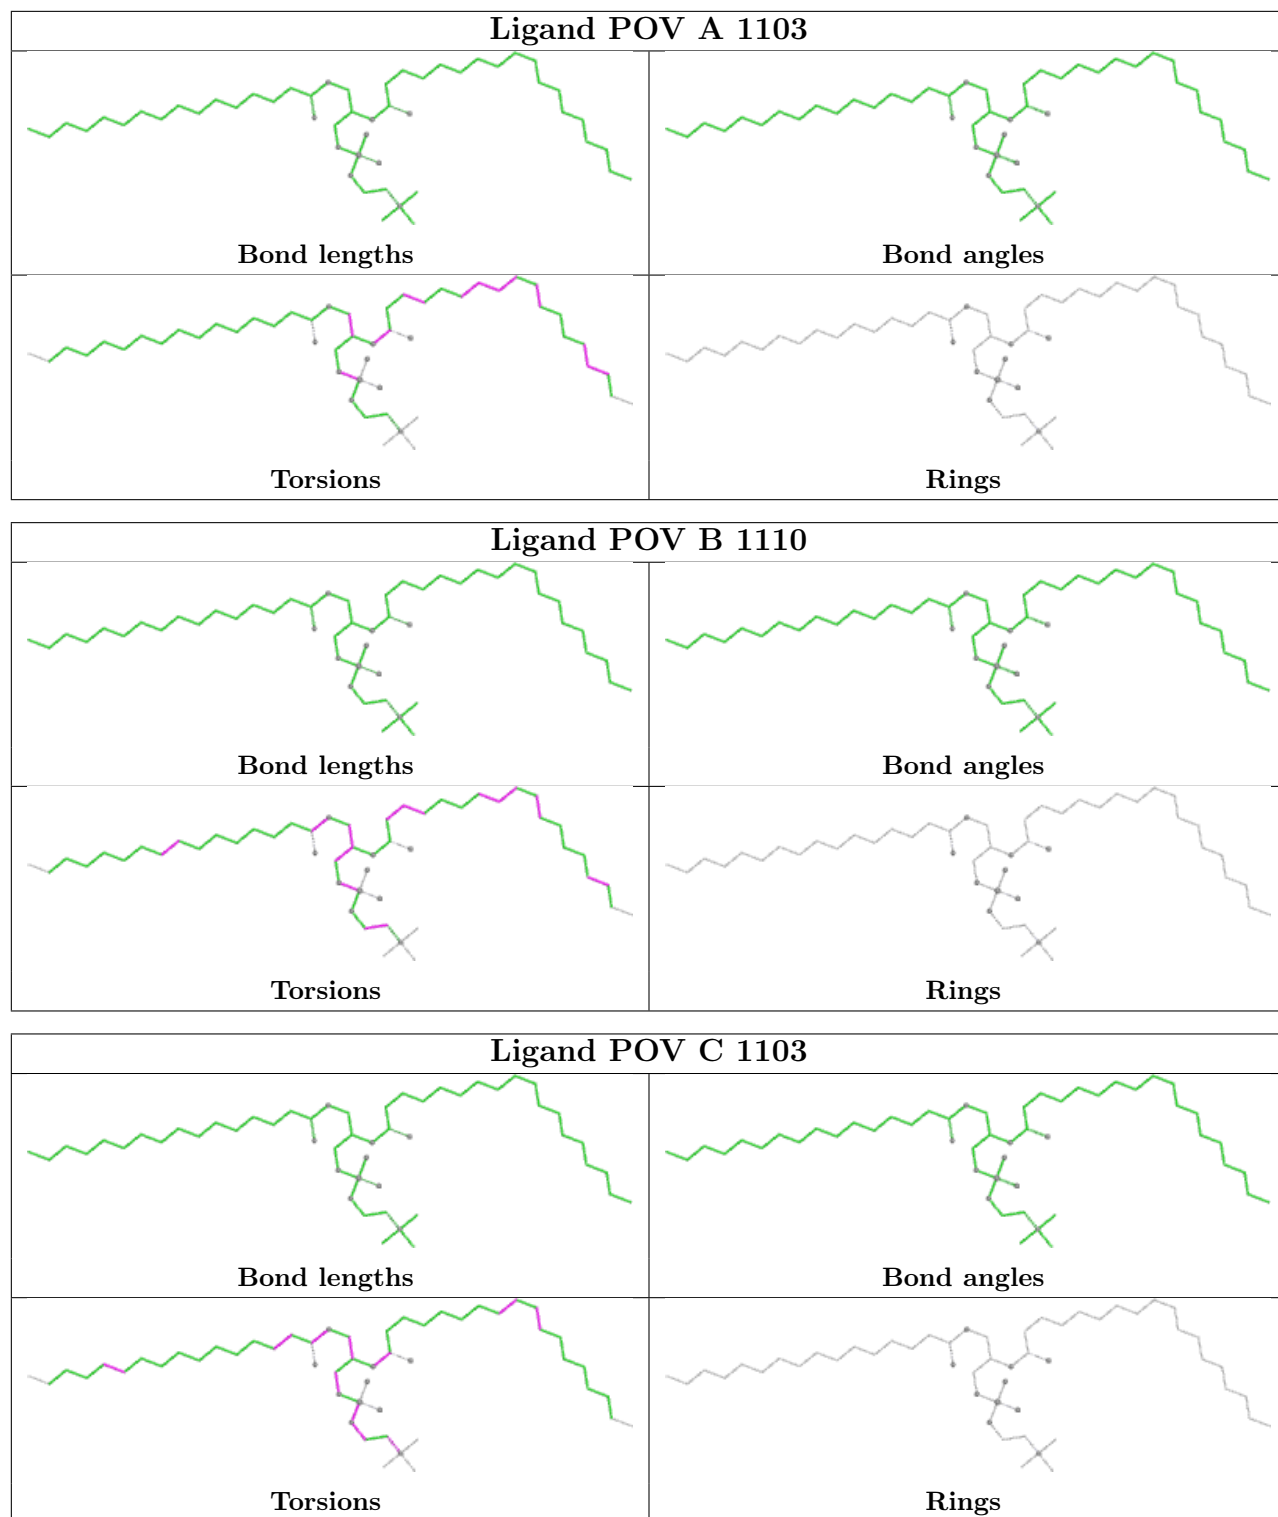 Ligand POV A 1103
Bond lengths
Bond angles
Torsions
Rings
Ligand POV B 1110
Bond lengths
Bond angles
Torsions
Rings
Ligand POV C 1103
Bond lengths
Bond angles
Torsions
Rings